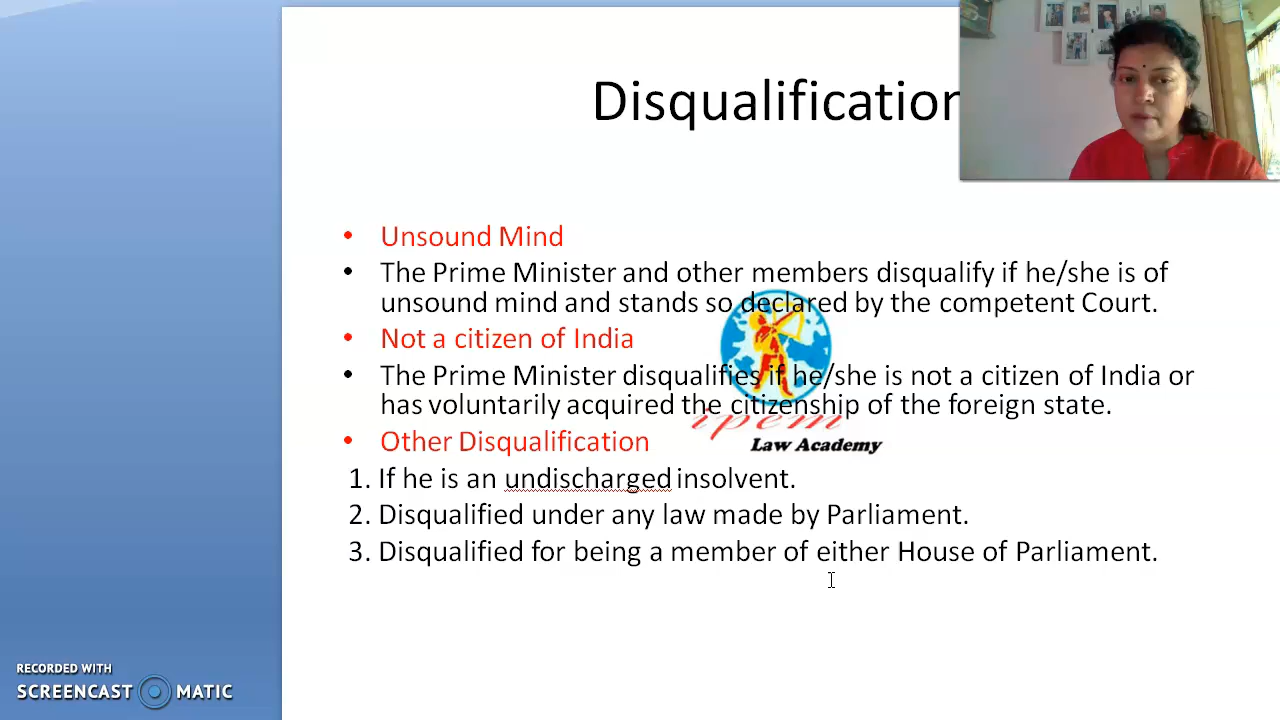 Disqualification
• Unsound Mind
• The Prime Minister and other members disqualify if he/she is of
unsound mind and stands so declared by the competent Court.
• Not a citizen of India
• The Prime Minister disqualifies if he/she is not a citizen of India or
has voluntarily acquired the citizenship of the foreign state.
ipem
Law Academy
• Other Disqualification
1. If he is an undischarged insolvent.
2. Disqualified under any law made by Parliament.
3. Disqualified for being a member of either House of Parliament.
RECORDED WITH
SCREENCAST MATIC